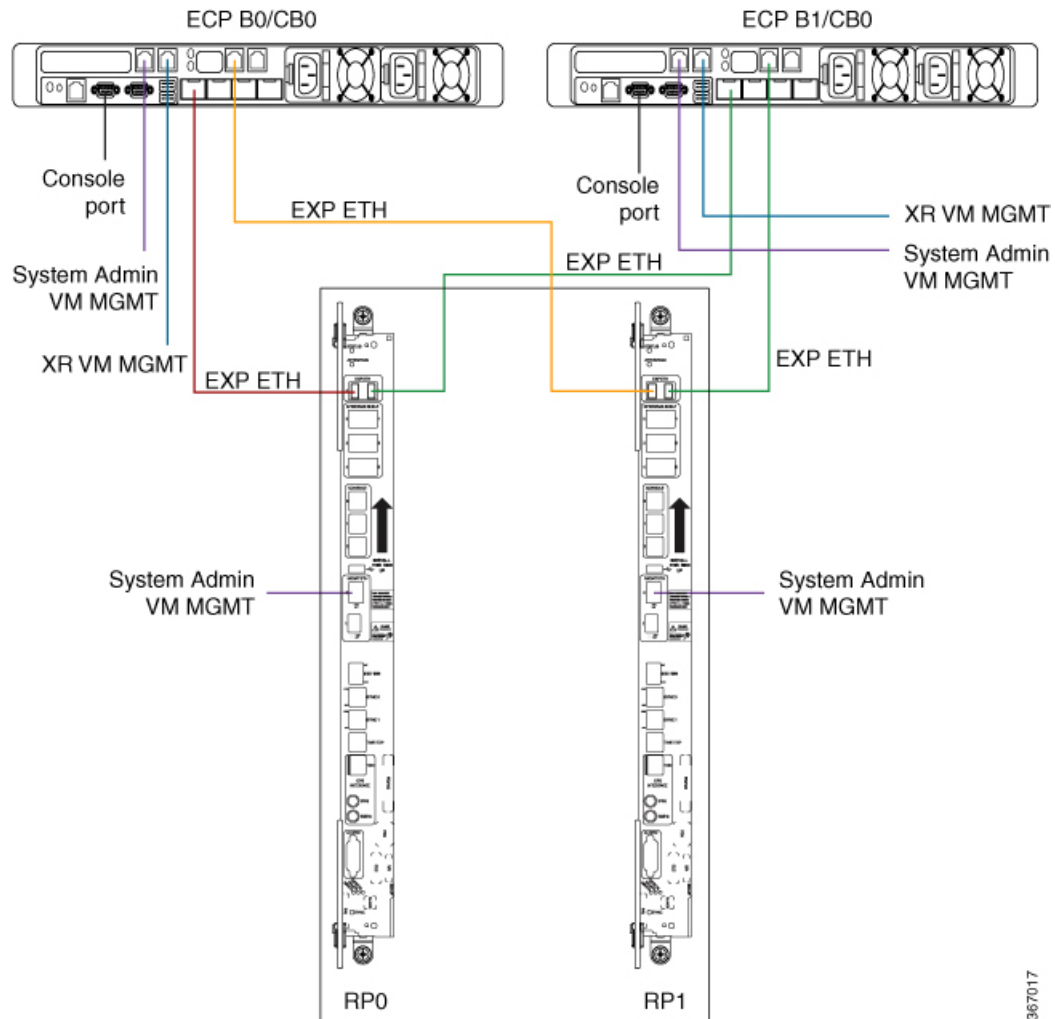 ECP B0/CB0
ECP B1/CB0
Console
port
EXP ETH
System Admin
VM MGMT
XR VM MGMT
EXP ETH
Console
port
EXP ETH
XR VM MGMT
System Admin
VM MGMT
EXP ETH
CONSOLE
CONSOLE
System Admin
VM MGMT
System Admin
VM MGMT
RP0
RP1
367017